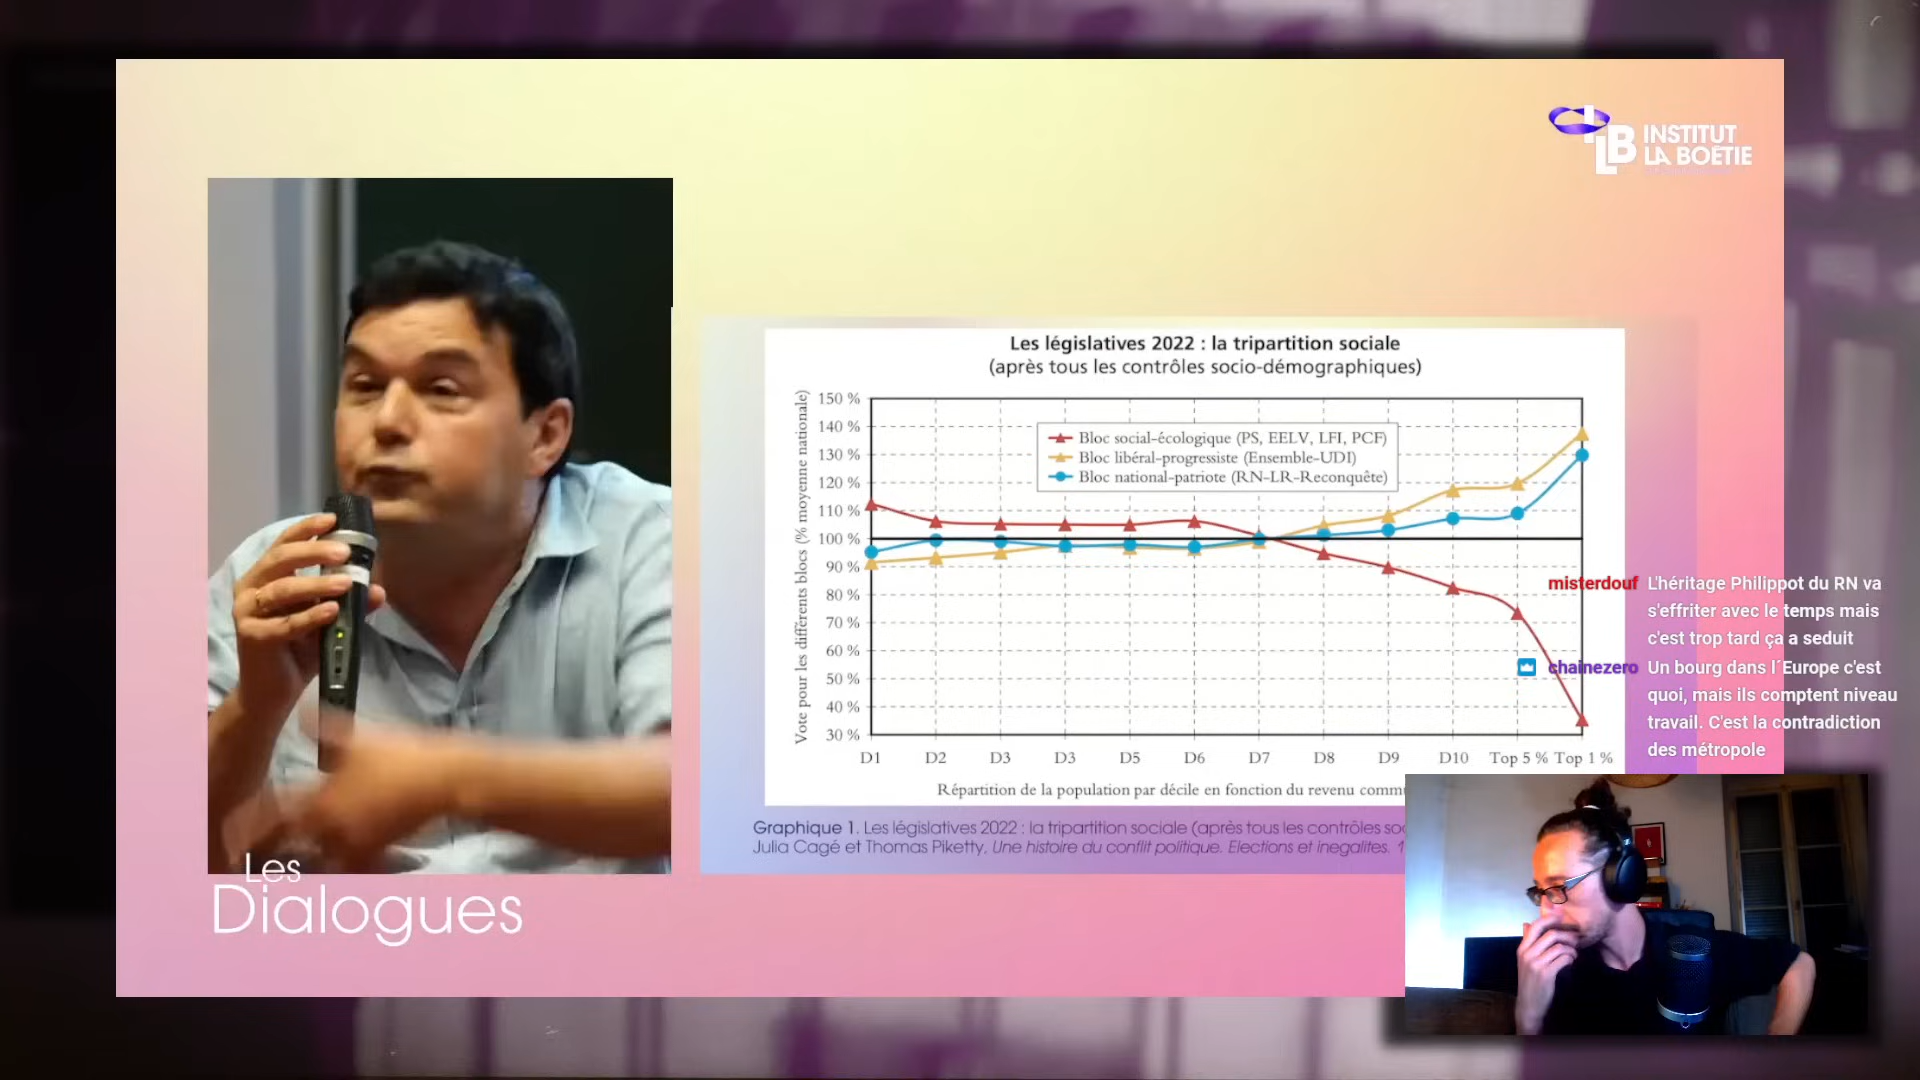 INSTITUT
LA BOÉTIE
LB
Les législatives 2022 : la tripartition sociale
(après tous les contrôles socio-démographiques)
Vote pour les différents blocs (% moyenne nationale)
150 %
140 %
130 %
120 %
110 %
100 %
90 %
80 %
70 %
60 %
50 %
40 %
30 %
Bloc social-écologique (PS, EELV, LFI, PCF)
Bloc libéral-progressiste (Ensemble-UDI)
Bloc national-patriote (RN-LR-Reconquête)
D1 D2 D3 D3 D5 D6 D7 D8 D9 D10 Top 5 % Top 1 %
Répartition de la population par décile en fonction du revenu commu
Graphique 1. Les législatives 2022 : la tripartition sociale (après tous les contrôles soc
Julia Cagé et Thomas Piketty, Une histoire du conflit politique. Elections et inegalites. 1
misterdouf L'héritage Philippot du RN va
s'effriter avec le temps mais
c'est trop tard ça a seduit
chainezero Un bourg dans l´Europe c'est
quoi, mais ils comptent niveau
travail. C'est la contradiction
des métropole
Les
Dialogues